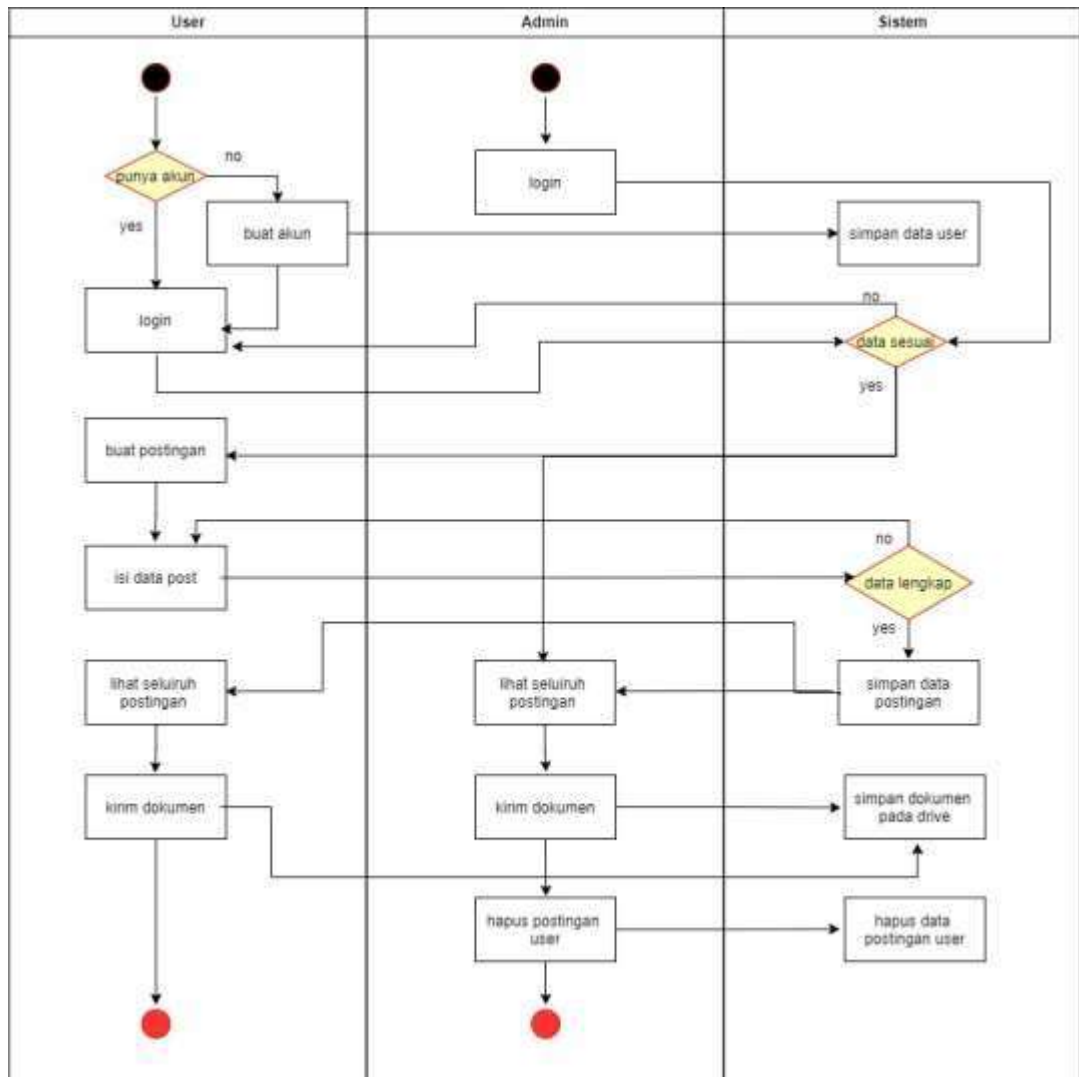 User
Admin
Sistem
punya akun
no
yes
buat akun
login
login
simpan data user
no
data sesuai
yes
buat postingan
isi data post
no
data lengkap
yes
lihat seluiruh
postingan
lihat seluiruh
postingan
simpan data
postingan
kirim dokumen
kirim dokumen
simpan dokumen
pada drive
hapus postingan
user
hapus data
postingan user